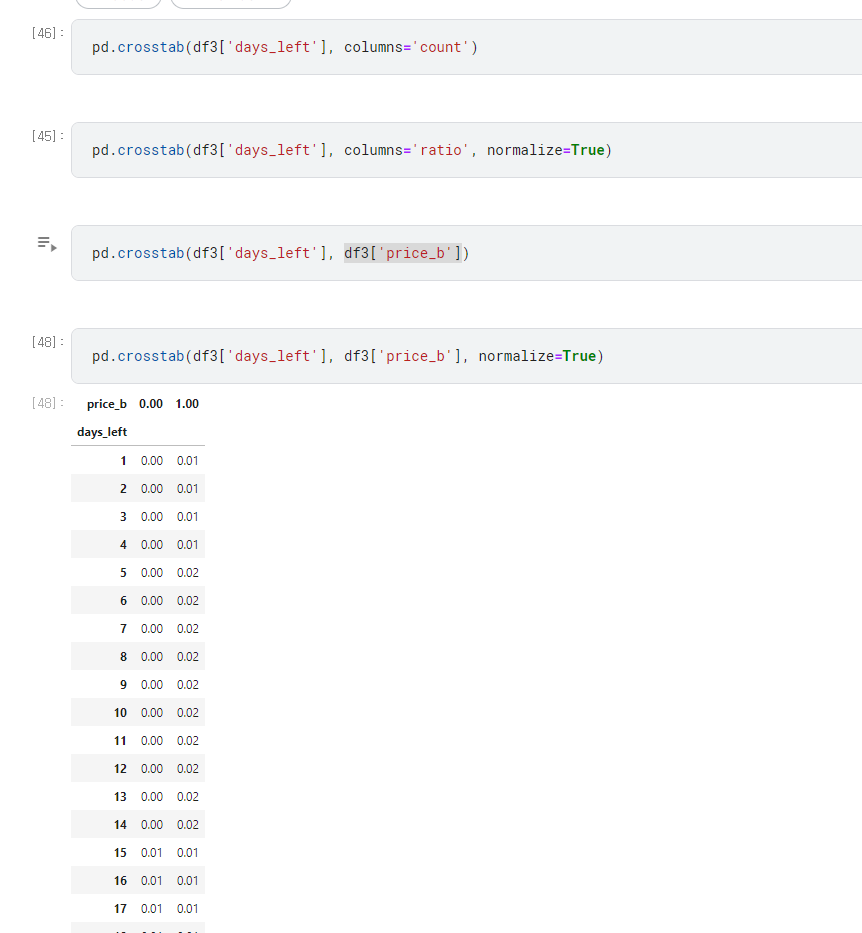 [46]:
pd.crosstab(df3['days_left'], columns='count')
[45]:
pd.crosstab(df3['days_left'], columns='ratio', normalize=True)
pd.crosstab(df3['days_left'], df3['price_b'])
[48]:
pd.crosstab(df3['days_left'], df3['price_b'], normalize=True)
[48]:
price_b 0.00 1.00
days_left
1 0.00 0.01
2 0.00 0.01
3 0.00 0.01
4 0.00 0.01
5 0.00 0.02
6 0.00 0.02
7 0.00 0.02
8 0.00 0.02
9 0.00 0.02
10 0.00 0.02
11 0.00 0.02
12 0.00 0.02
13 0.00 0.02
14 0.00 0.02
15 0.01 0.01
16 0.01 0.01
17 0.01 0.01